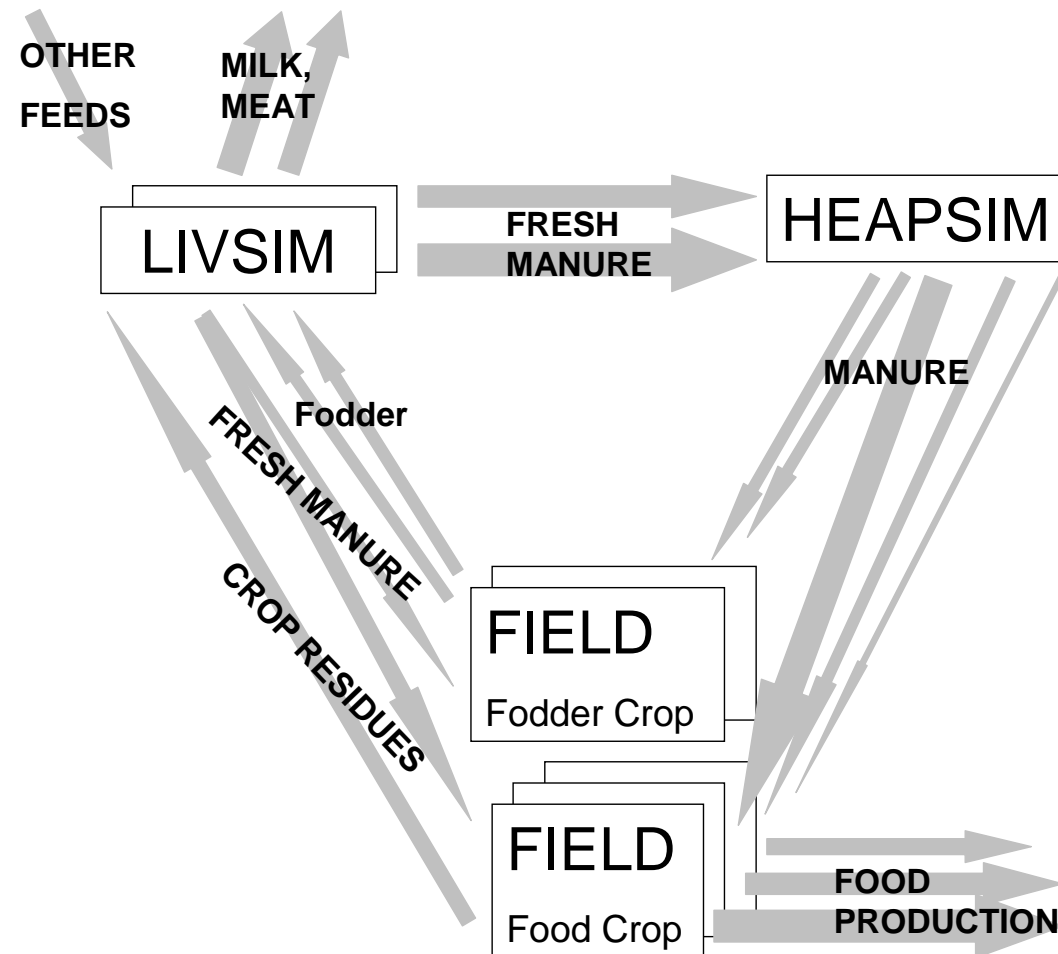 OTHER
FEEDS
MILK,
MEAT
LIVSIM
FRESH
MANURE
HEAPSIM
MANURE
Fodder
FRESH MANURE
CROP RESIDUES
FIELD
Fodder Crop
FIELD
Food Crop
FOOD
PRODUCTION